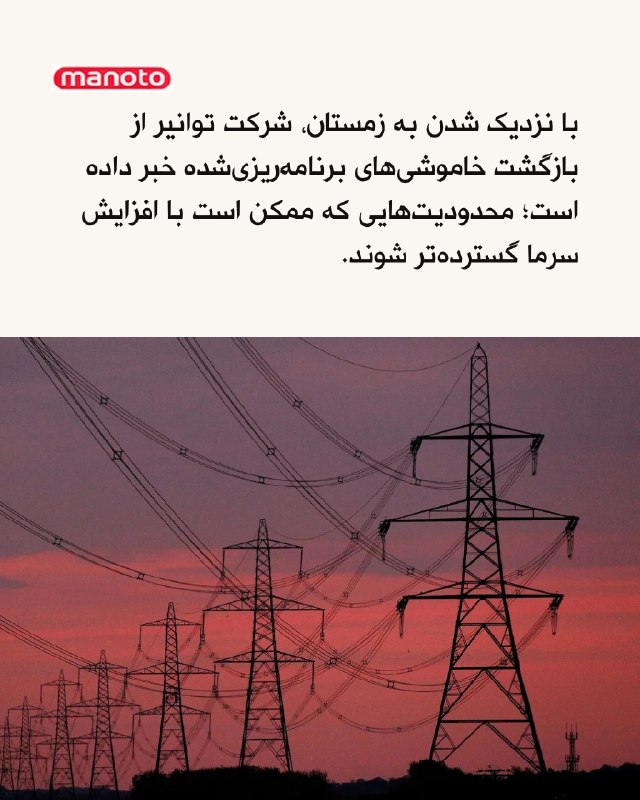 manoto
با نزدیک شدن به زمستان، شرکت توانیر از
بازگشت خاموشی‌های برنامه‌ریزی‌شده خبر داده
است؛ محدودیت‌هایی که ممکن است با افزایش
سرما گسترده‌تر شوند.